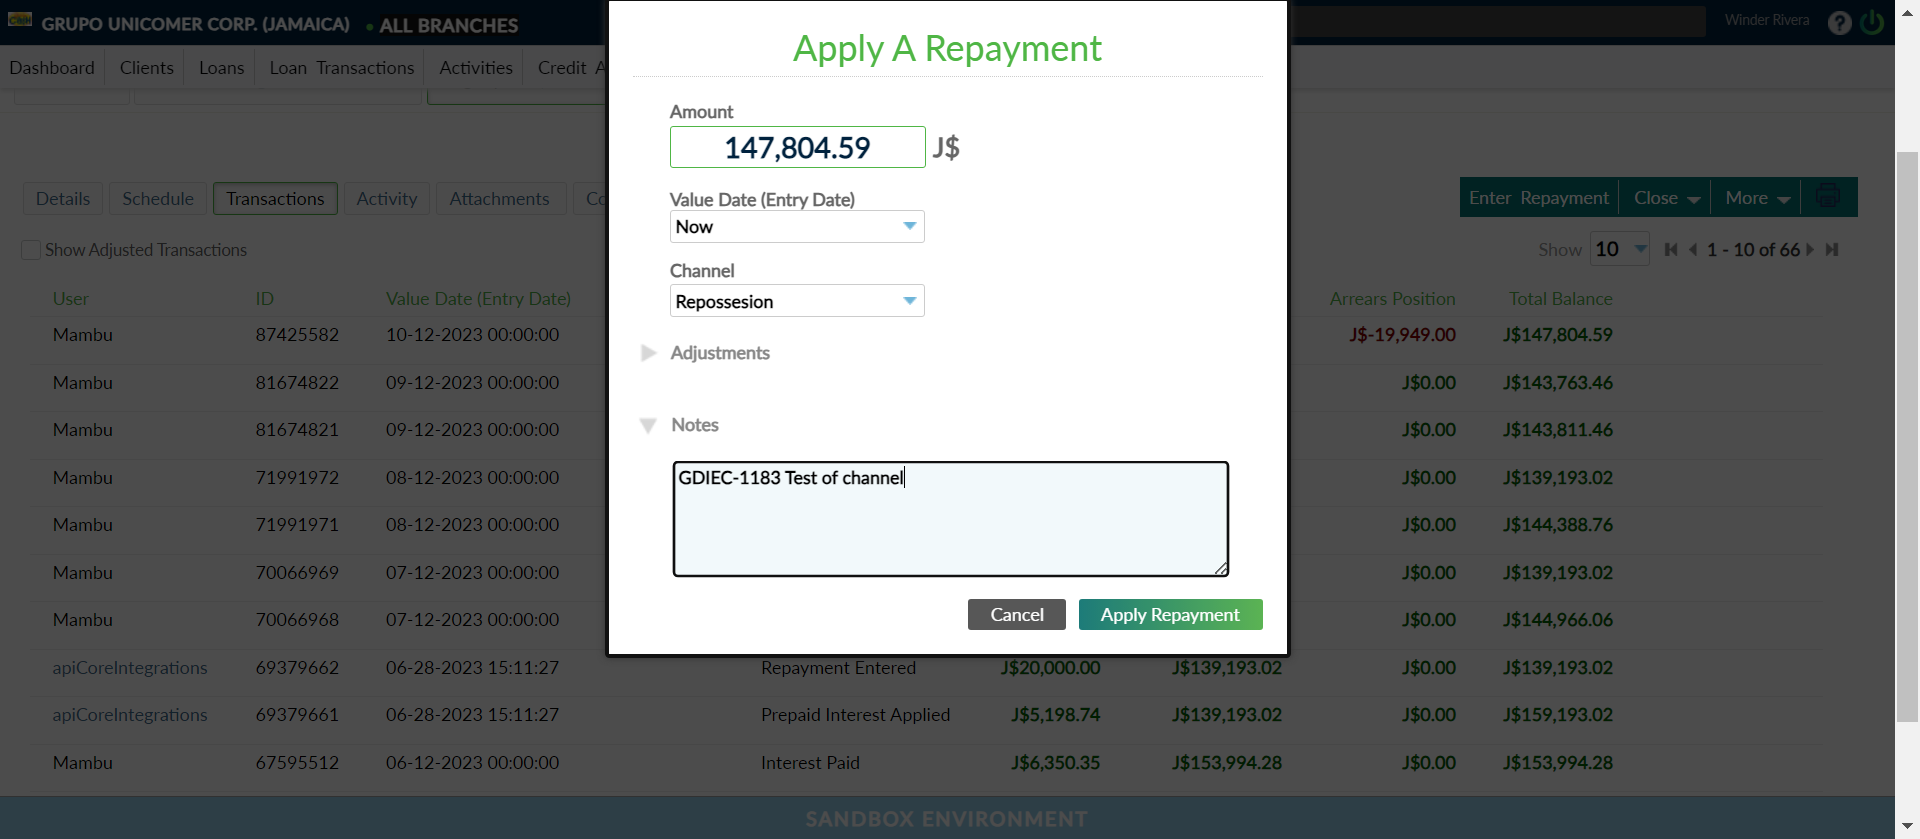 GRUPO UNICOMER CORP. (JAMAICA) • ALL BRANCHES
Winder Rivera
?
Dashboard Clients Loans Loan Transactions Activities Credit A
Apply A Repayment
Amount
147,804.59 J$
Value Date (Entry Date)
Now
Channel
Repossesion
Adjustments
Notes
GDIEC-1183 Test of channel
Cancel Apply Repayment
Details Schedule Transactions Activity Attachments Co
Enter Repayment Close More
Show Adjusted Transactions
Show 10 1 - 10 of 66
User ID Value Date (Entry Date) Arrears Position Total Balance
Mambu 87425582 10-12-2023 00:00:00 J$-19,949.00 J$147,804.59
Mambu 81674822 09-12-2023 00:00:00 J$0.00 J$143,763.46
Mambu 81674821 09-12-2023 00:00:00 J$0.00 J$143,811.46
Mambu 71991972 08-12-2023 00:00:00 J$0.00 J$139,193.02
Mambu 71991971 08-12-2023 00:00:00 J$0.00 J$144,388.76
Mambu 70066969 07-12-2023 00:00:00 J$0.00 J$139,193.02
Mambu 70066968 07-12-2023 00:00:00 J$0.00 J$144,966.06
apiCoreIntegrations 69379662 06-28-2023 15:11:27 Repayment Entered J$20,000.00 J$139,193.02 J$0.00 J$139,193.02
apiCoreIntegrations 69379661 06-28-2023 15:11:27 Prepaid Interest Applied J$5,198.74 J$139,193.02 J$0.00 J$159,193.02
Mambu 67595512 06-12-2023 00:00:00 Interest Paid J$6,350.35 J$153,994.28 J$0.00 J$153,994.28
SANDBOX ENVIRONMENT